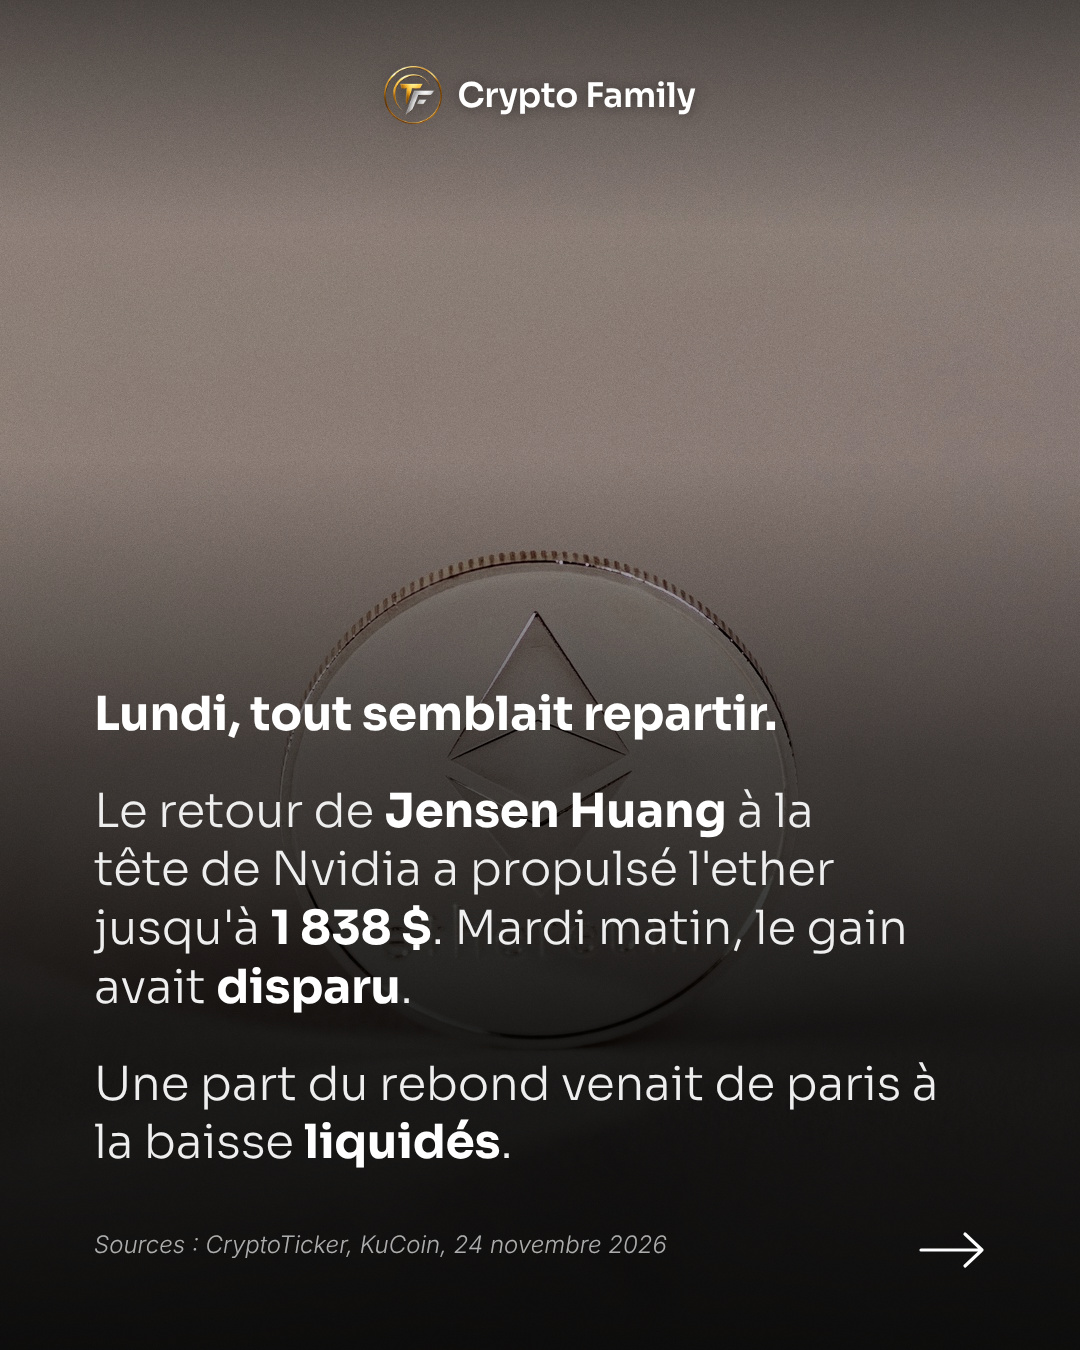 Crypto Family
Lundi, tout semblait repartir.
Le retour de Jensen Huang à la
tête de Nvidia a propulsé l'ether
jusqu'à 1 838 $. Mardi matin, le gain
avait disparu.
Une part du rebond venait de paris à
la baisse liquidés.
Sources : CryptoTicker, KuCoin, 24 novembre 2026